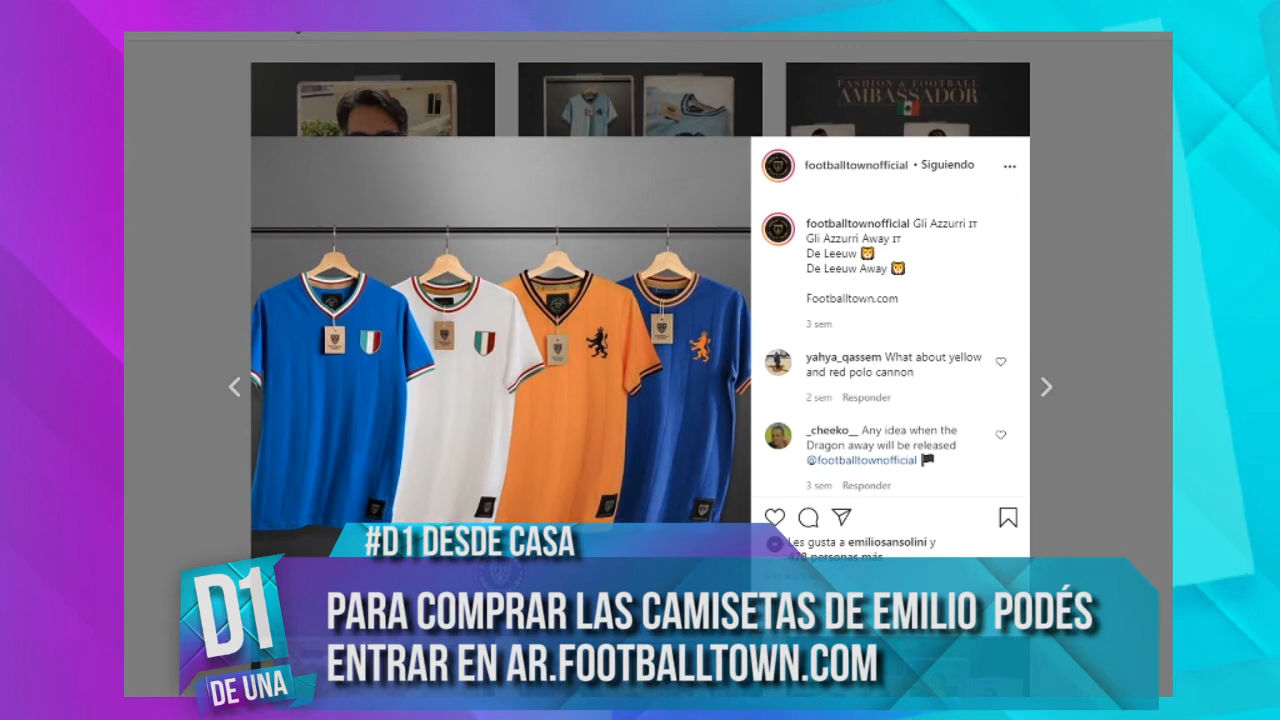 FASHION & FOOTBALL
AMBASSADOR
footballtownofficial • Siguiendo
footballtownofficial Gli Azzurri IT
Gli Azzurri Away IT
De Leeuw 🦁
De Leeuw Away 🦁
Footballtown.com
3 sem
yahya_qassem What about yellow
and red polo cannon
2 sem Responder
_cheeko_ Any idea when the
Dragon away will be released
@footballtownofficial 🏴
3 sem Responder
Les gusta a emiliosansolini y
personas más
#D1 DESDE CASA
D1
DE UNA
PARA COMPRAR LAS CAMISETAS DE EMILIO PODÉS
ENTRAR EN AR.FOOTBALLTOWN.COM